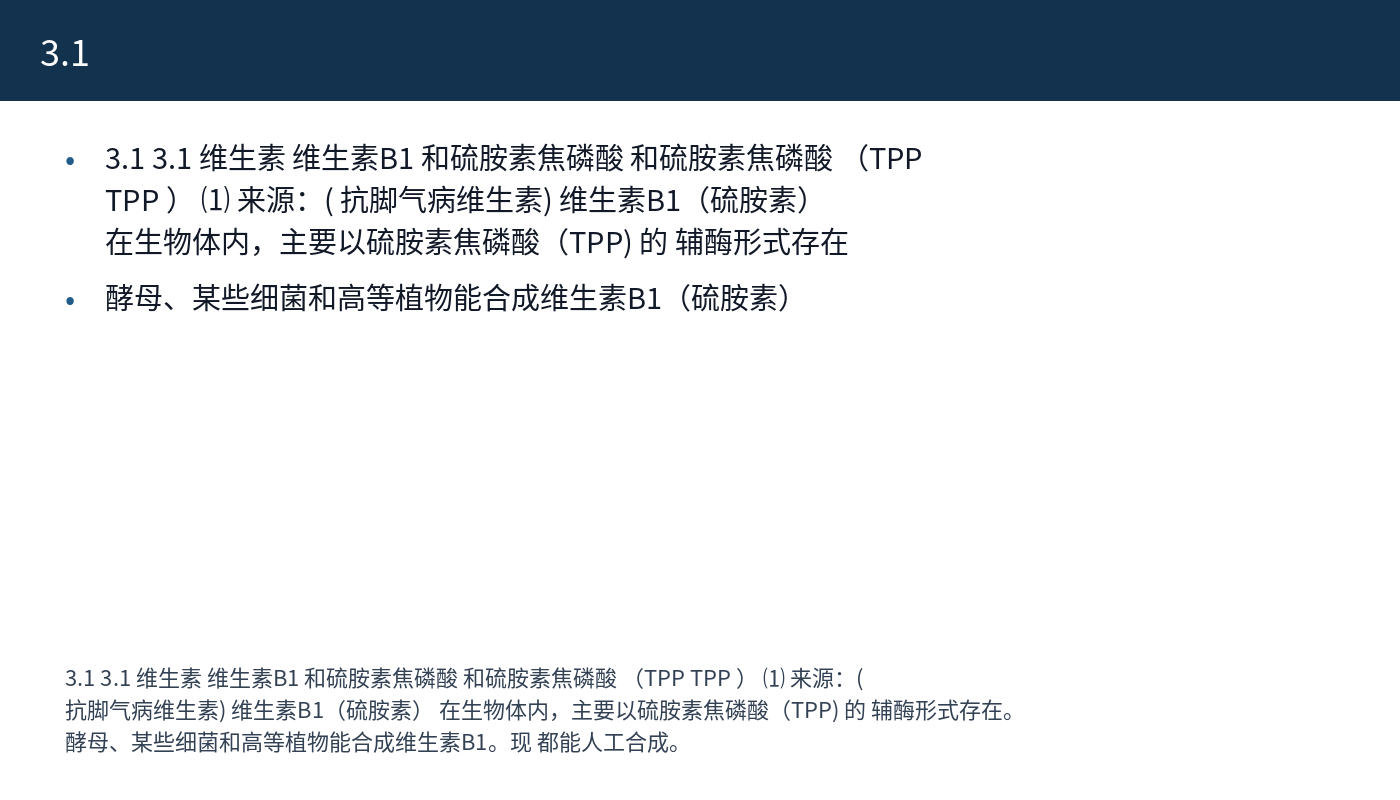 3.1
• 3.1 3.1 维生素 维生素B1 和硫胺素焦磷酸 和硫胺素焦磷酸 （TPP
TPP ） ⑴ 来源：( 抗脚气病维生素) 维生素B1（硫胺素）
在生物体内，主要以硫胺素焦磷酸（TPP) 的 辅酶形式存在
• 酵母、某些细菌和高等植物能合成维生素B1（硫胺素）
3.1 3.1 维生素 维生素B1 和硫胺素焦磷酸 和硫胺素焦磷酸 （TPP TPP ） ⑴ 来源：(
抗脚气病维生素) 维生素B1（硫胺素） 在生物体内，主要以硫胺素焦磷酸（TPP) 的 辅酶形式存在。
酵母、某些细菌和高等植物能合成维生素B1。现 都能人工合成。